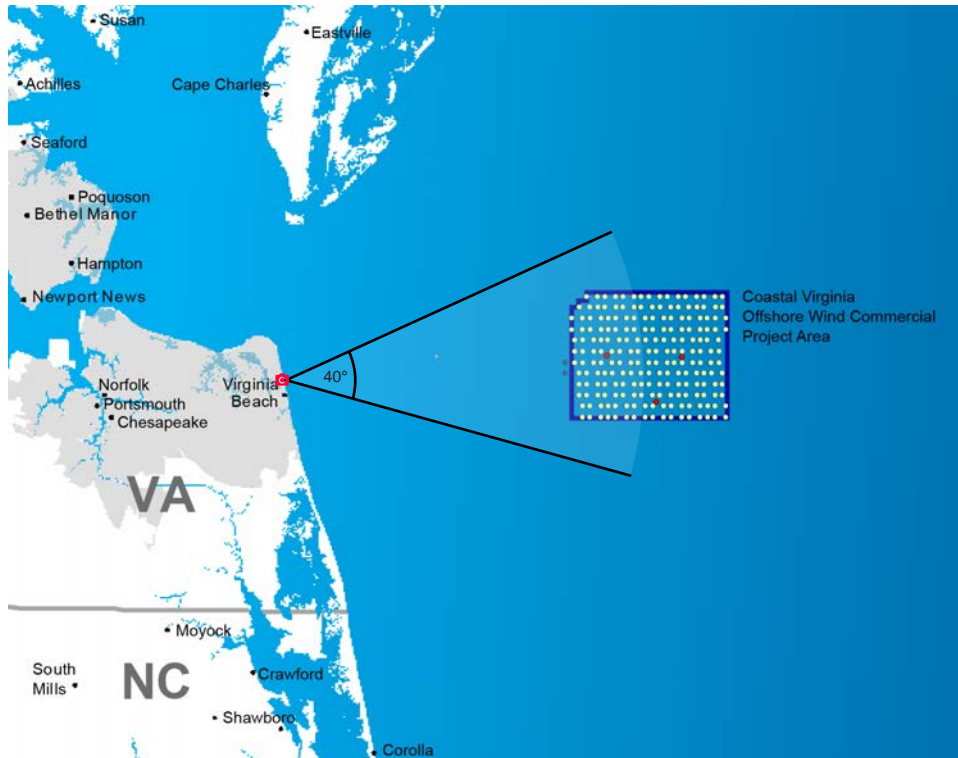 Susan
Eastville
Achilles
Cape Charles
Seaford
Poquoson
Bethel Manor
Hampton
Newport News
Coastal Virginia
Offshore Wind Commercial
Project Area
C
40°
Norfolk
Virginia
Beach
Portsmouth
Chesapeake
VA
Moyock
South
Mills
NC
Crawford
Shawboro
Corolla